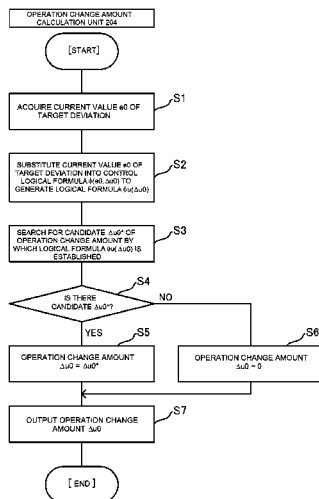 OPERATION CHANGE AMOUNT
CALCULATION UNIT 204
[START]
S1
ACQUIRE CURRENT VALUE e0 OF
TARGET DEVIATION
S2
SUBSTITUTE CURRENT VALUE e0 OF
TARGET DEVIATION INTO CONTROL
LOGICAL FORMULA ϕ(e0, Δu0) TO
GENERATE LOGICAL FORMULA ϕu(Δu0)
S3
SEARCH FOR CANDIDATE Δu0* OF
OPERATION CHANGE AMOUNT BY
WHICH LOGICAL FORMULA ϕu(Δu0) IS
ESTABLISHED
S4
IS THERE
CANDIDATE Δu0*?
NO
YES
S5
OPERATION CHANGE AMOUNT
Δu0 = Δu0*
S6
OPERATION CHANGE AMOUNT
Δu0 = 0
S7
OUTPUT OPERATION CHANGE
AMOUNT Δu0
[END]